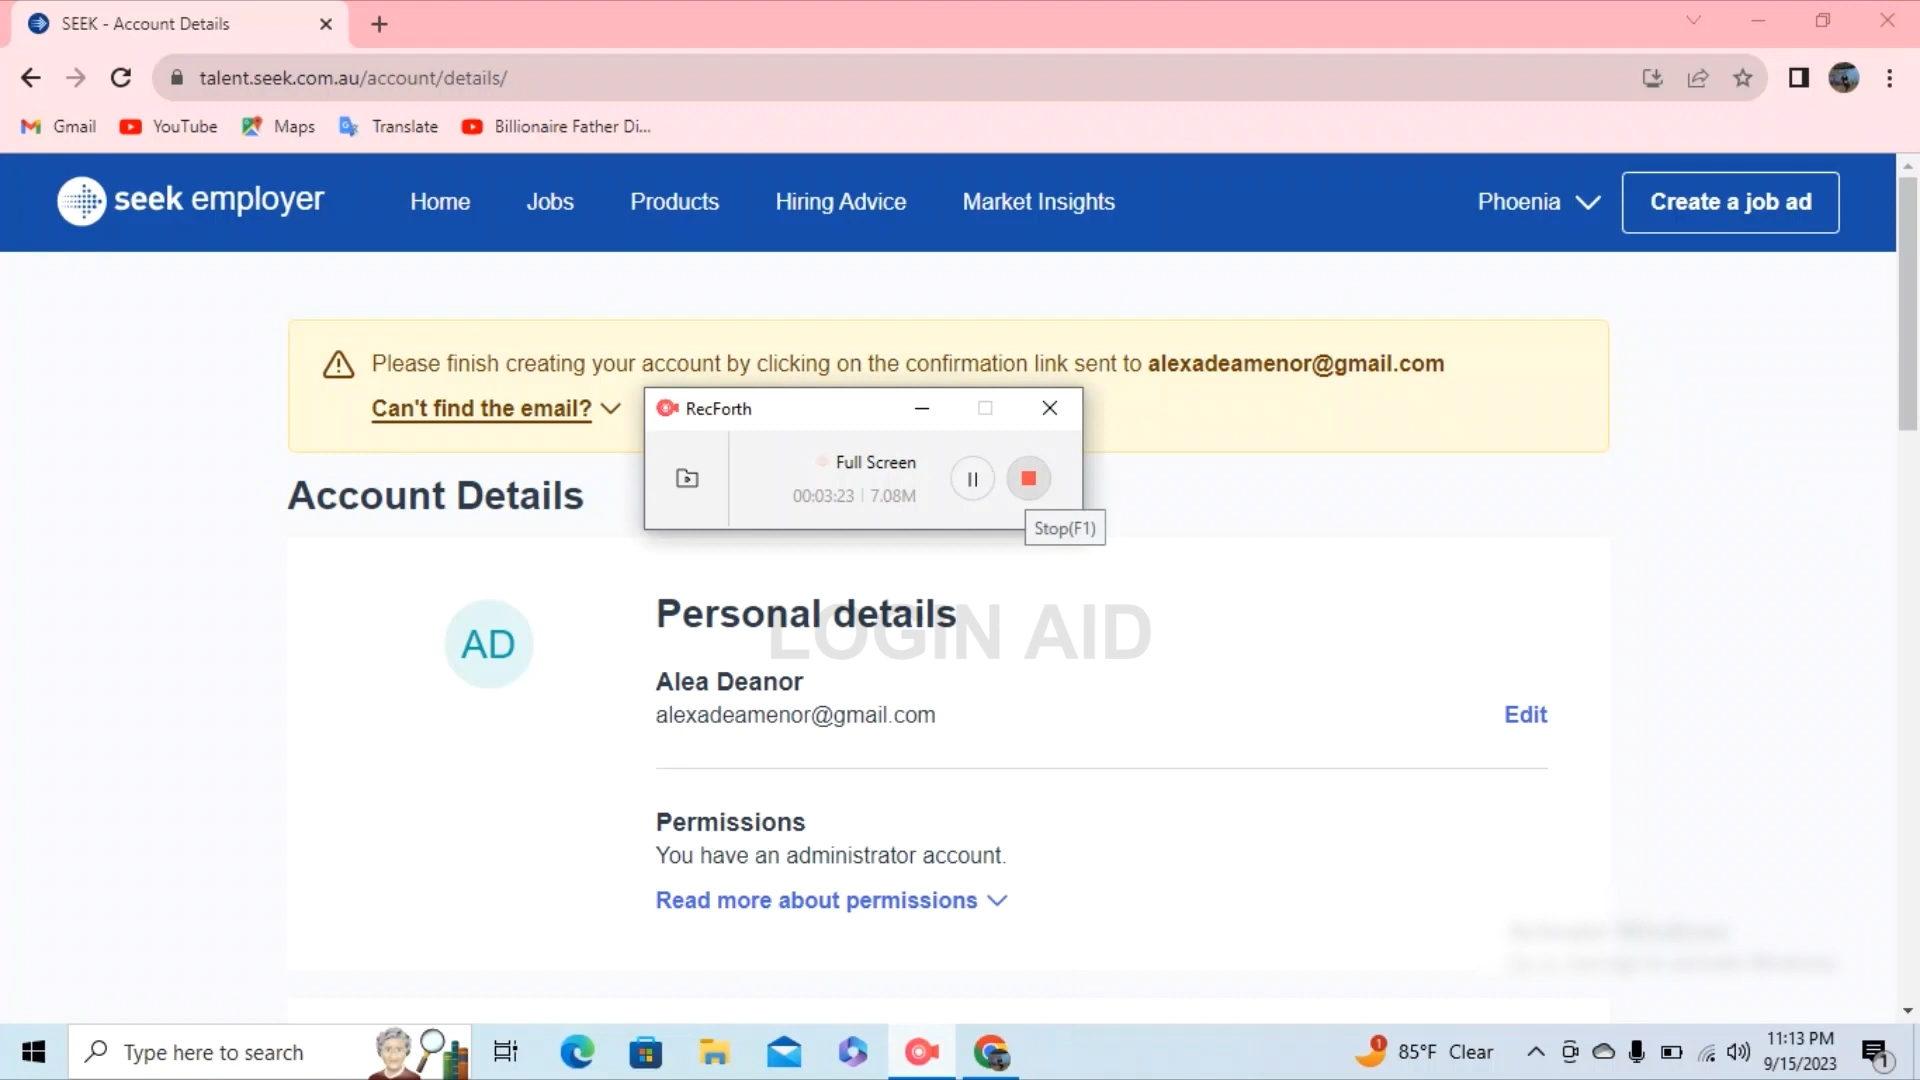 SEEK - Account Details
talent.seek.com.au/account/details/
Gmail YouTube Maps Translate Billionaire Father Di...
seek employer Home Jobs Products Hiring Advice Market Insights Phoenia Create a job ad
Please finish creating your account by clicking on the confirmation link sent to alexadeamenor@gmail.com
Can't find the email?
RecForth
Full Screen
00:03:23 | 7.08M
Stop(F1)
Account Details
AD
Personal details
LOGIN AID
Alea Deanor
alexadeamenor@gmail.com
Edit
Permissions
You have an administrator account.
Read more about permissions
Type here to search
1
85°F Clear
11:13 PM
9/15/2023
1